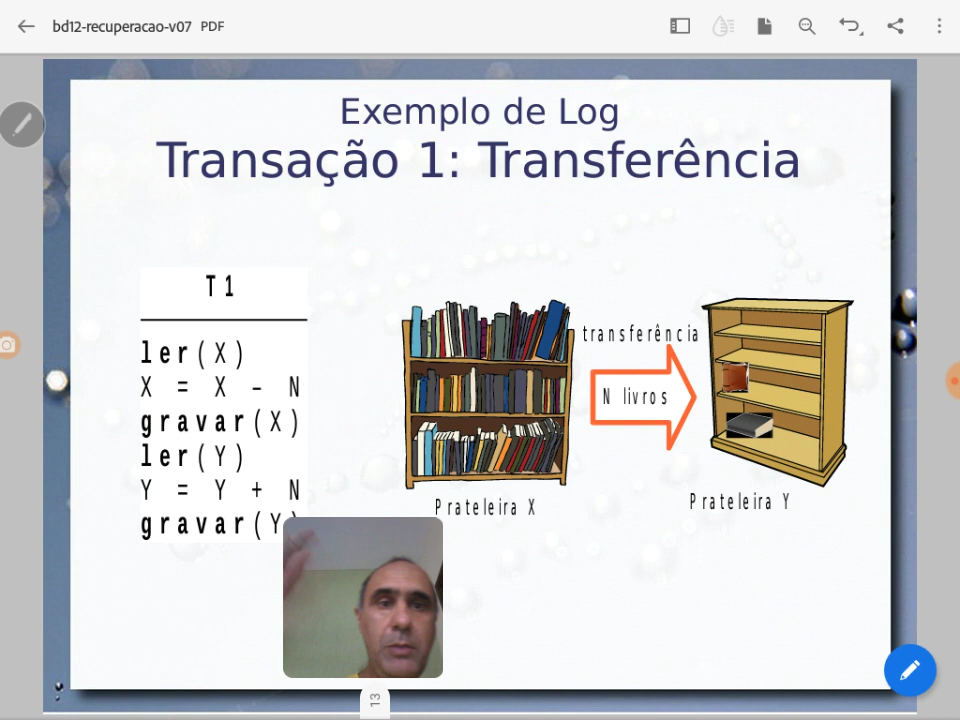 bd12-recuperacao-v07 PDF
Exemplo de Log
Transação 1: Transferência
T1
ler(X)
X = X - N
gravar(X)
ler(Y)
Y = Y + N
gravar(Y)
transferência
N livros
Prateleira X
Prateleira Y
13